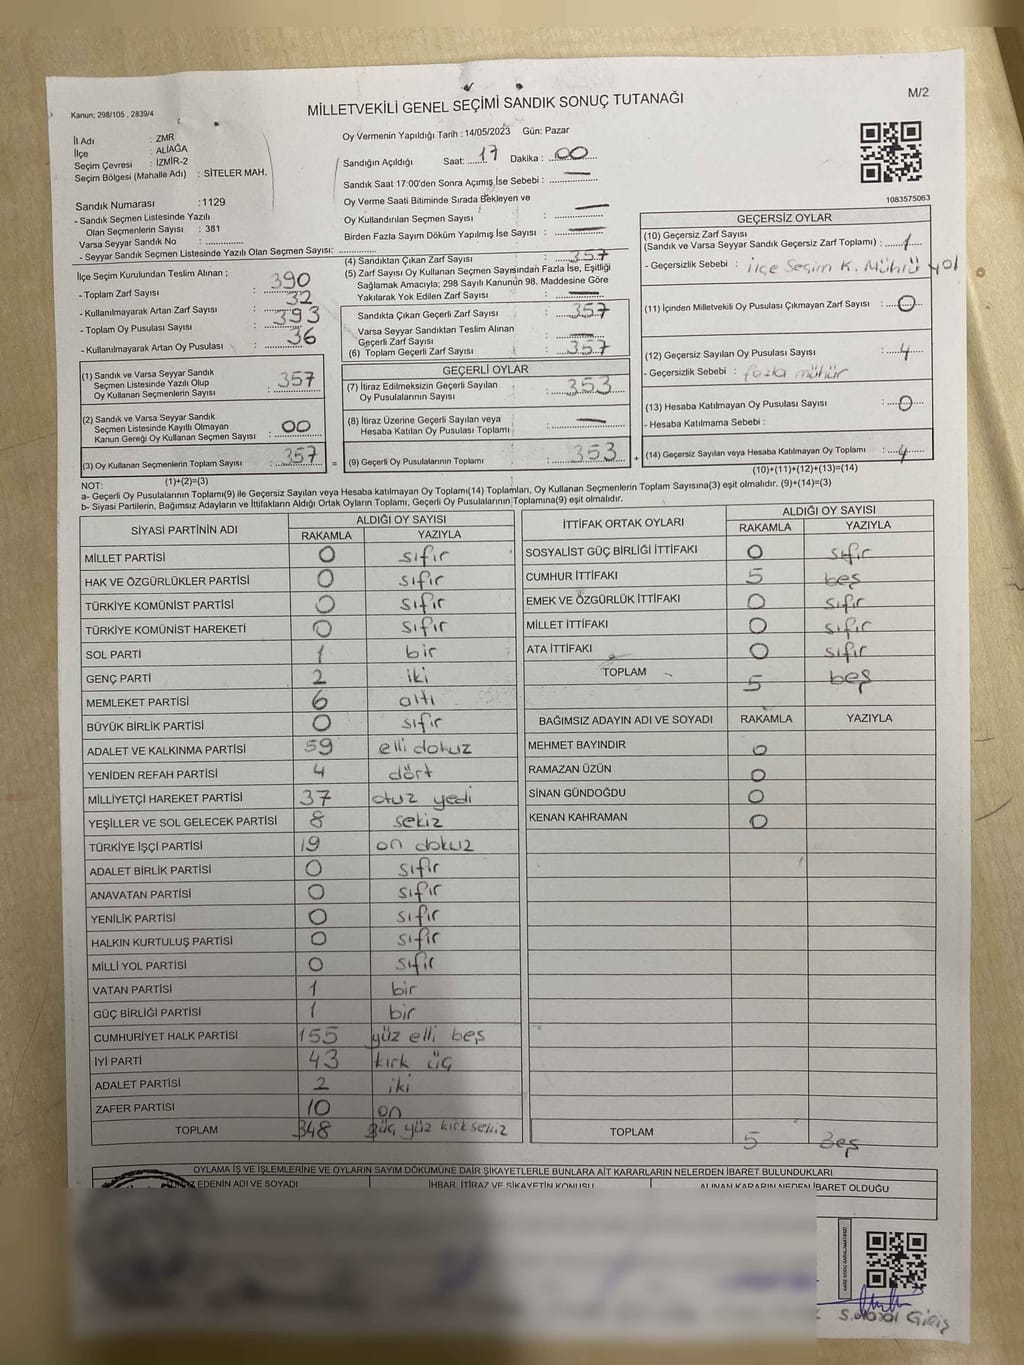 M/2
Kanun; 298/105 , 2839/4
MİLLETVEKİLİ GENEL SEÇİMİ SANDIK SONUÇ TUTANAĞI
İl Adı : ZMR
İlçe : ALİAĞA
Seçim Çevresi : İZMİR-2
Seçim Bölgesi (Mahalle Adı) : SİTELER MAH.
Sandık Numarası :1129
- Sandık Seçmen Listesinde Yazılı
Olan Seçmenlerin Sayısı : 381
Varsa Seyyar Sandık No :
- Seyyar Sandık Seçmen Listesinde Yazılı Olan Seçmen Sayısı:
Oy Vermenin Yapıldığı Tarih : 14/05/2023 Gün: Pazar
Sandığın Açıldığı Saat: 17 Dakika : 00
Sandık Saat 17:00'den Sonra Açımış İse Sebebi :
Oy Verme Saati Bitiminde Sırada Bekleyen ve
Oy Kullandırılan Seçmen Sayısı :
Birden Fazla Sayım Döküm Yapılmış İse Sayısı :
1083575063
İlçe Seçim Kurulundan Teslim Alınan ;
- Toplam Zarf Sayısı : 390
- Kullanılmayarak Artan Zarf Sayısı : 32
- Toplam Oy Pusulası Sayısı : 393
- Kullanılmayarak Artan Oy Pusulası : 36
(1) Sandık ve Varsa Seyyar Sandık
Seçmen Listesinde Yazılı Olup
Oy Kullanan Seçmenlerin Sayısı : 357
(2) Sandık ve Varsa Seyyar Sandık
Seçmen Listesinde Kayıtlı Olmayan
Kanun Gereği Oy Kullanan Seçmen Sayısı : 00
(3) Oy Kullanan Seçmenlerin Toplam Sayısı : 357
(1)+(2)=(3)
(4) Sandıktan Çıkan Zarf Sayısı : 357
(5) Zarf Sayısı Oy Kullanan Seçmen Sayısından Fazla İse, Eşitliği
Sağlamak Amacıyla; 298 Sayılı Kanunun 98. Maddesine Göre
Yakılarak Yok Edilen Zarf Sayısı :
Sandıkta Çıkan Geçerli Zarf Sayısı : 357
Varsa Seyyar Sandıktan Teslim Alınan
Geçerli Zarf Sayısı :
(6) Toplam Geçerli Zarf Sayısı : 357
GEÇERLİ OYLAR
(7) İtiraz Edilmeksizin Geçerli Sayılan
Oy Pusulalarının Sayısı : 353
(8) İtiraz Üzerine Geçerli Sayılan veya
Hesaba Katılan Oy Pusulası Toplamı :
= (9) Geçerli Oy Pusulalarının Toplamı : 353 +
GEÇERSİZ OYLAR
(10) Geçersiz Zarf Sayısı
(Sandık ve Varsa Seyyar Sandık Geçersiz Zarf Toplamı) : 1
- Geçersizlik Sebebi : ilçe Seçim K. Mührü yok
(11) İçinden Milletvekili Oy Pusulası Çıkmayan Zarf Sayısı : 0
(12) Geçersiz Sayılan Oy Pusulası Sayısı : 4
- Geçersizlik Sebebi : fazla mühür
(13) Hesaba Katılmayan Oy Pusulası Sayısı : 0
- Hesaba Katılmama Sebebi :
(14) Geçersiz Sayılan veya Hesaba Katılmayan Oy Toplamı : 4
(10)+(11)+(12)+(13)=(14)
NOT:
a- Geçerli Oy Pusulalarının Toplamı(9) ile Geçersiz Sayılan veya Hesaba katılmayan Oy Toplamı(14) Toplamları, Oy Kullanan Seçmenlerin Toplam Sayısına(3) eşit olmalıdır. (9)+(14)=(3)
b- Siyasi Partilerin, Bağımsız Adayların ve İttifakların Aldığı Ortak Oyların Toplamı, Geçerli Oy Pusulalarının Toplamına(9) eşit olmalıdır.
SİYASİ PARTİNİN ADI ALDIĞI OY SAYISI
RAKAMLA YAZIYLA
MİLLET PARTİSİ 0 sıfır
HAK VE ÖZGÜRLÜKLER PARTİSİ 0 sıfır
TÜRKİYE KOMÜNİST PARTİSİ 0 sıfır
TÜRKİYE KOMÜNİST HAREKETİ 0 sıfır
SOL PARTİ 1 bir
GENÇ PARTİ 2 iki
MEMLEKET PARTİSİ 6 altı
BÜYÜK BİRLİK PARTİSİ 0 sıfır
ADALET VE KALKINMA PARTİSİ 59 elli dokuz
YENİDEN REFAH PARTİSİ 4 dört
MİLLİYETÇİ HAREKET PARTİSİ 37 otuz yedi
YEŞİLLER VE SOL GELECEK PARTİSİ 8 sekiz
TÜRKİYE İŞÇİ PARTİSİ 19 on dokuz
ADALET BİRLİK PARTİSİ 0 sıfır
ANAVATAN PARTİSİ 0 sıfır
YENİLİK PARTİSİ 0 sıfır
HALKIN KURTULUŞ PARTİSİ 0 sıfır
MİLLİ YOL PARTİSİ 0 sıfır
VATAN PARTİSİ 1 bir
GÜÇ BİRLİĞİ PARTİSİ 1 bir
CUMHURİYET HALK PARTİSİ 155 yüz elli beş
İYİ PARTİ 43 kırk üç
ADALET PARTİSİ 2 iki
ZAFER PARTİSİ 10 on
TOPLAM 348 üç yüz kırk sekiz
İTTİFAK ORTAK OYLARI ALDIĞI OY SAYISI
RAKAMLA YAZIYLA
SOSYALİST GÜÇ BİRLİĞİ İTTİFAKI 0 sıfır
CUMHUR İTTİFAKI 5 beş
EMEK VE ÖZGÜRLÜK İTTİFAKI 0 sıfır
MİLLET İTTİFAKI 0 sıfır
ATA İTTİFAKI 0 sıfır
TOPLAM 5 beş
BAĞIMSIZ ADAYIN ADI VE SOYADI RAKAMLA YAZIYLA
MEHMET BAYINDIR 0
RAMAZAN ÜZÜN 0
SİNAN GÜNDOĞDU 0
KENAN KAHRAMAN 0
TOPLAM 5 Beş
OYLAMA İŞ VE İŞLEMLERİNE VE OYLARIN SAYIM DÖKÜMÜNE DAİR ŞİKAYETLERLE BUNLARA AİT KARARLARIN NELERDEN İBARET BULUNDUKLARI
EDENİN ADI VE SOYADI İHBAR, İTİRAZ VE ŞİKAYETİN KONUSU ALINAN KARARIN NEDEN İBARET OLDUĞU
KARE KODU KARALAMAYINIZ!
Giriş